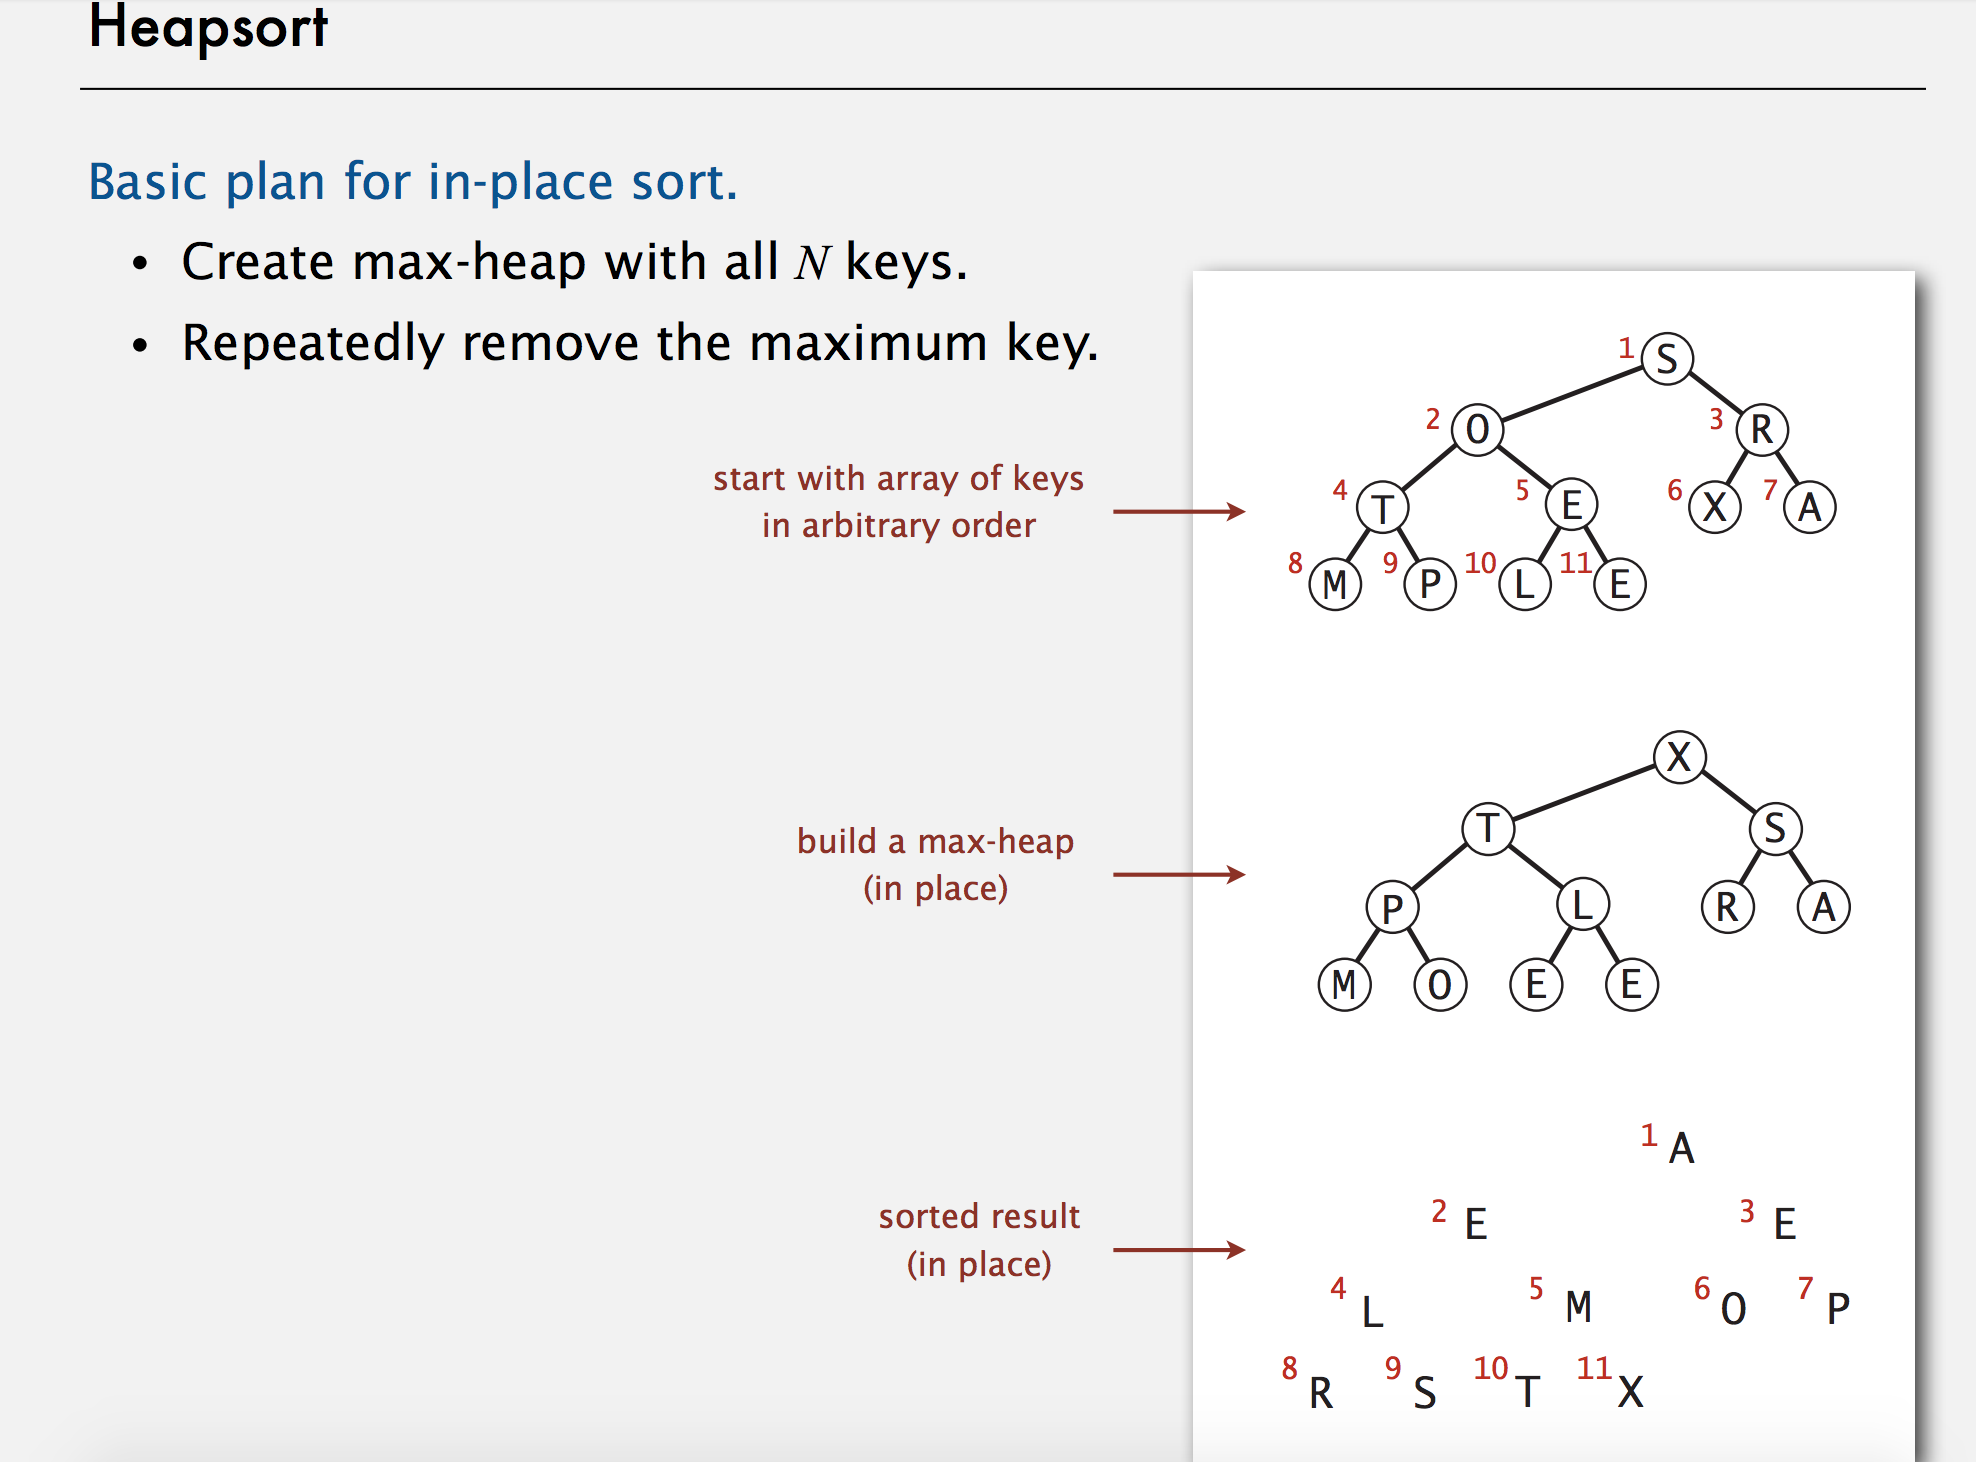 Heapsort
Basic plan for in-place sort.
• Create max-heap with all N keys.
• Repeatedly remove the maximum key.
start with array of keys
in arbitrary order
1 S
2 O 3 R
4 T 5 E 6 X 7 A
8 M 9 P 10 L 11 E
build a max-heap
(in place)
X
T S
P L R A
M O E E
sorted result
(in place)
1 A
2 E 3 E
4 L 5 M 6 O 7 P
8 R 9 S 10 T 11 X